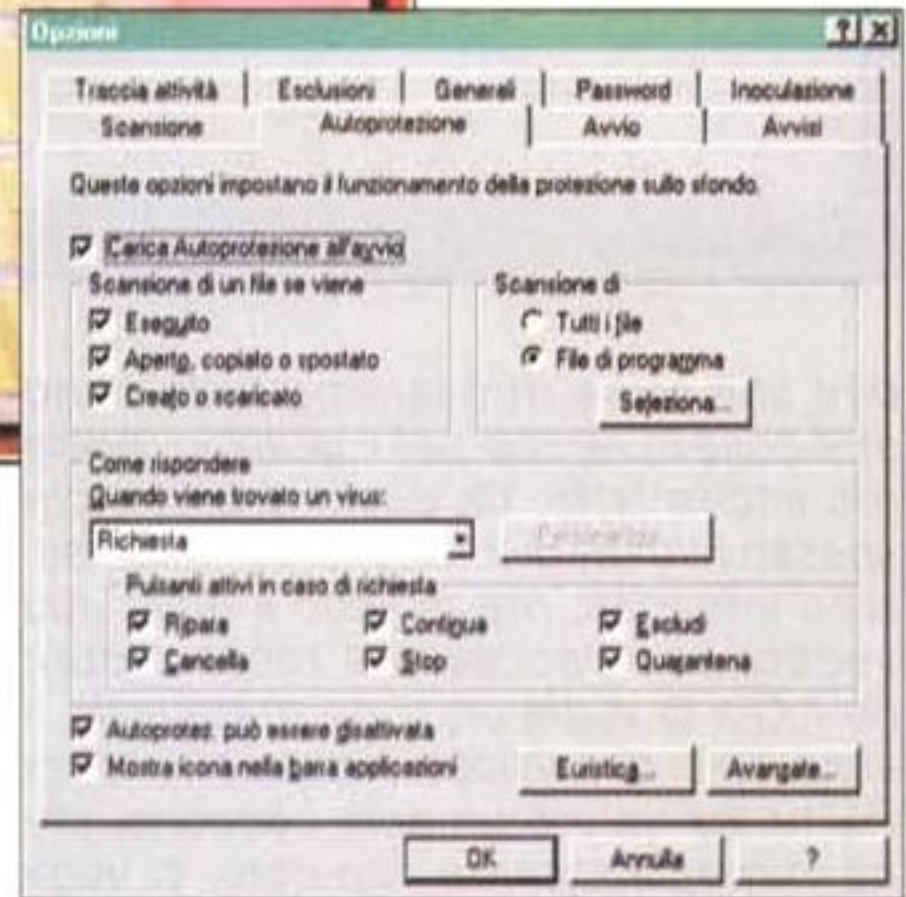 Opzioni
Traccia attività Esclusioni Generali Password Inoculazione
Scansione Autoprotezione Avvio Avvisi
Queste opzioni impostano il funzionamento della protezione sullo sfondo.
Carica Autoprotezione all'avvio
Scansione di un file se viene
Eseguito
Aperto, copiato o spostato
Creato o scaricato
Scansione di
Tutti i file
File di programma
Seleziona...
Come rispondere
Quando viene trovato un virus:
Richiesta
Pulsanti attivi in caso di richiesta
Ripara Continua Escludi
Cancella Stop Quarantena
Autoprotez. può essere disattivata
Mostra icona nella barra applicazioni
Euristica... Avanzate...
OK Annulla ?